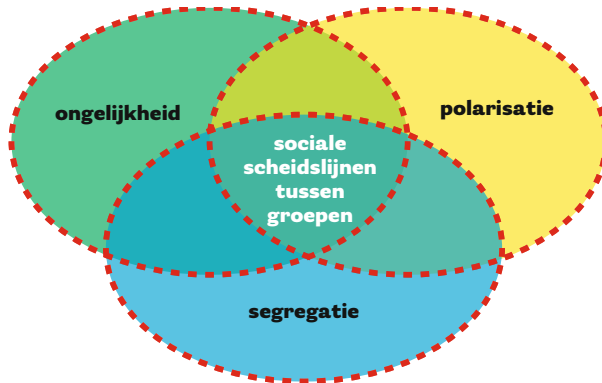 ongelijkheid
polarisatie
sociale
scheidslijnen
tussen
groepen
segregatie